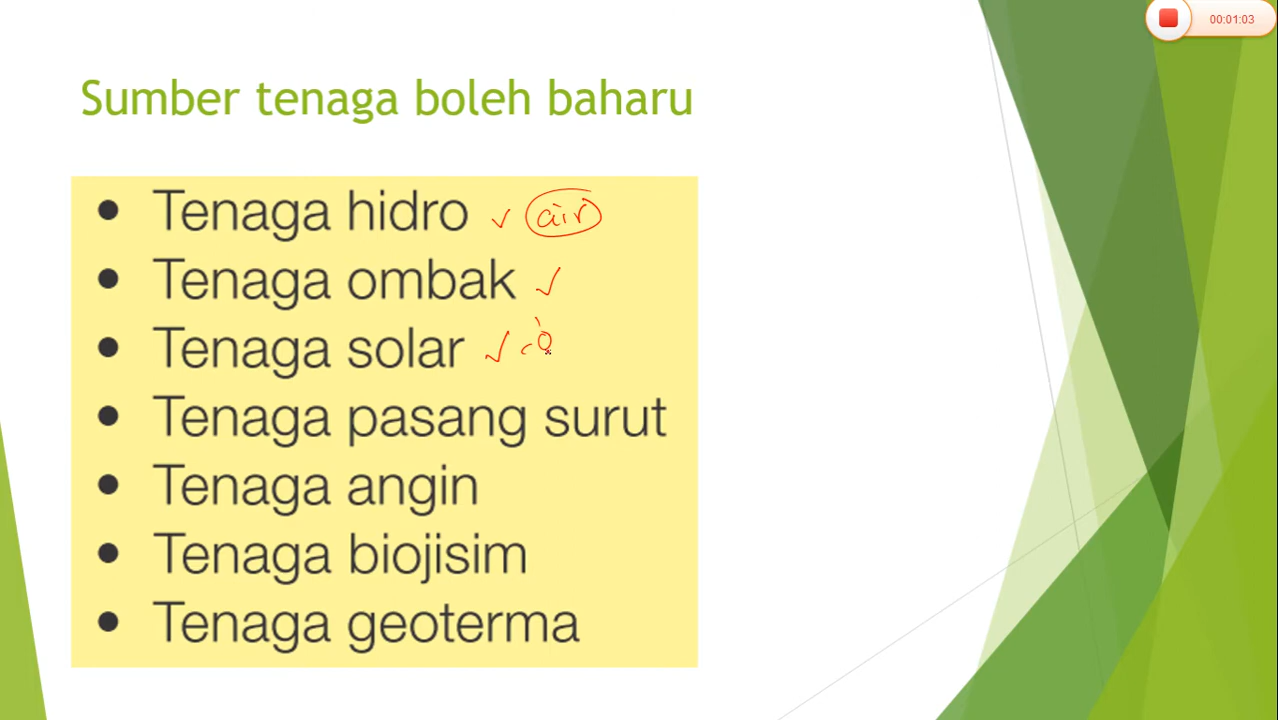 00:01:03
Sumber tenaga boleh baharu
• Tenaga hidro ✓ air
• Tenaga ombak ✓
• Tenaga solar ✓
• Tenaga pasang surut
• Tenaga angin
• Tenaga biojisim
• Tenaga geoterma